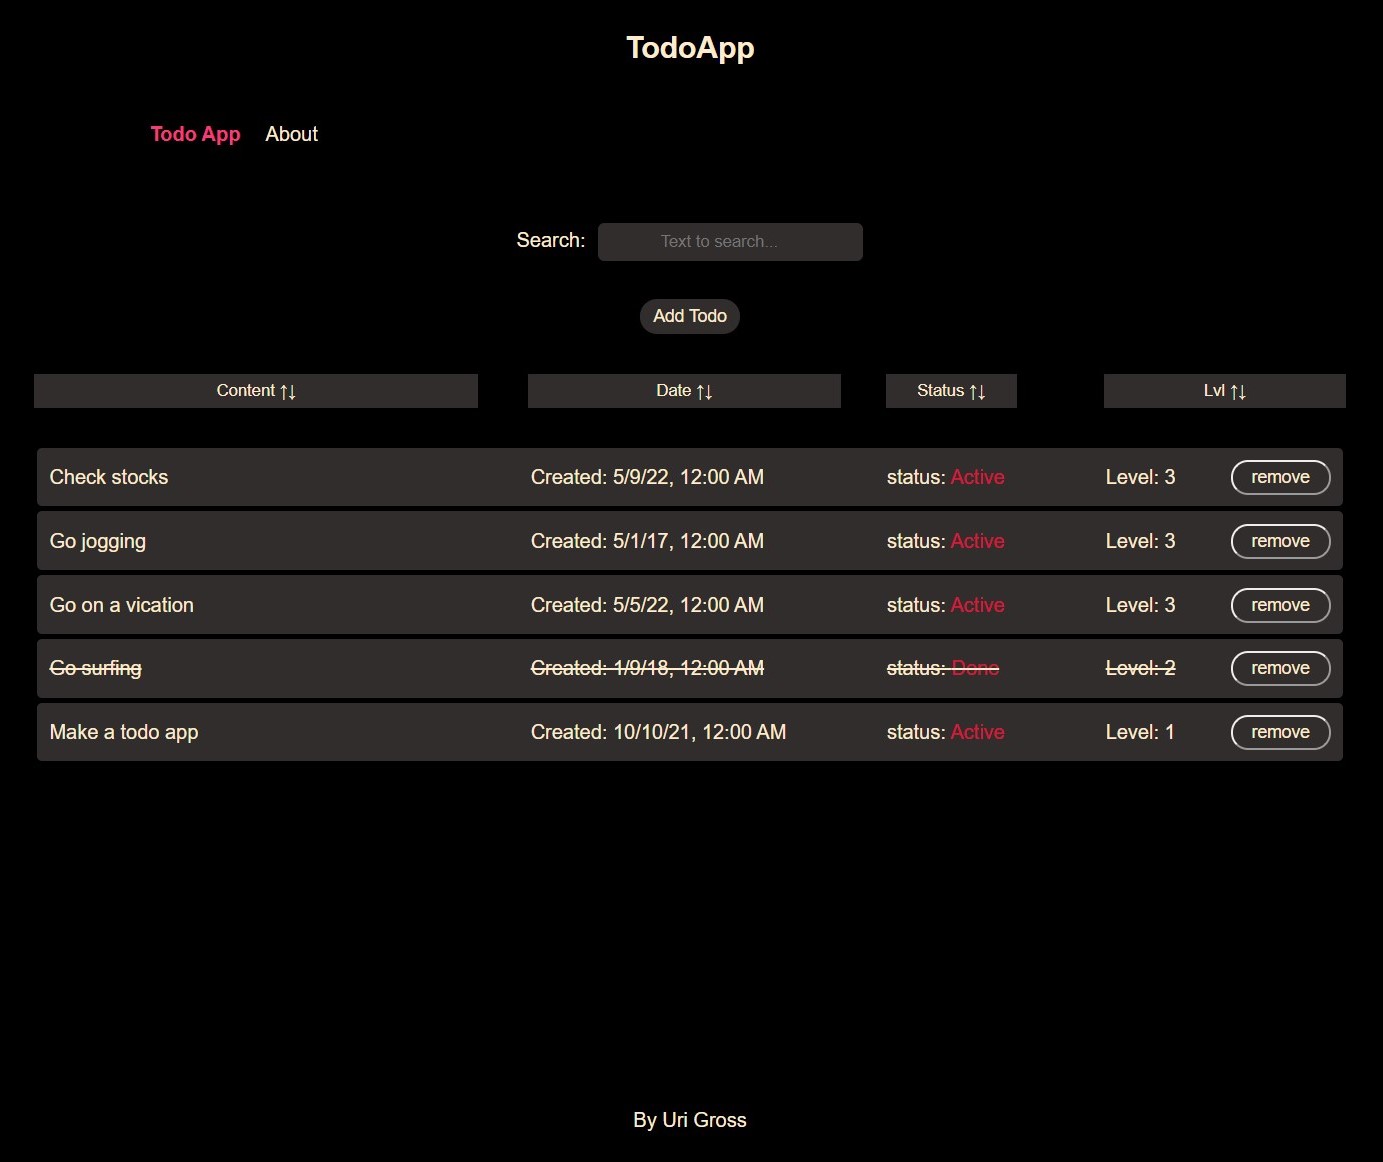 TodoApp
Todo App About
Search: Text to search...
Add Todo
Content ↑↓ Date ↑↓ Status ↑↓ Lvl ↑↓
Check stocks Created: 5/9/22, 12:00 AM status: Active Level: 3 remove
Go jogging Created: 5/1/17, 12:00 AM status: Active Level: 3 remove
Go on a vication Created: 5/5/22, 12:00 AM status: Active Level: 3 remove
Go surfing Created: 1/9/18, 12:00 AM status: Done Level: 2 remove
Make a todo app Created: 10/10/21, 12:00 AM status: Active Level: 1 remove
By Uri Gross